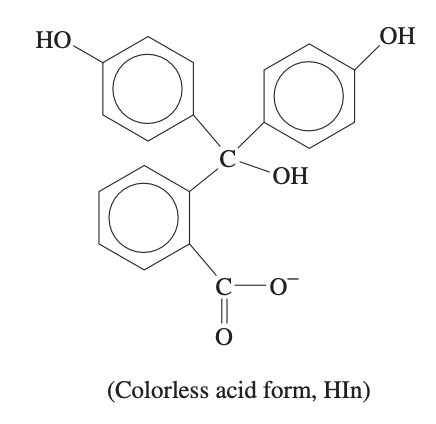 HO
OH
C
OH
C—O⁻
O
(Colorless acid form, HIn)